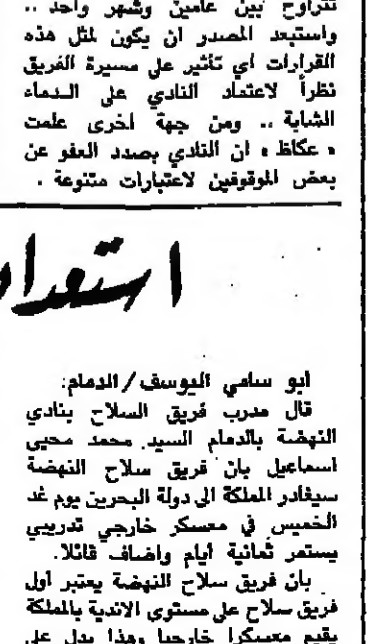 تتراوح بين عامين وشهر واحد ..
واستبعد المصدر ان يكون لمثل هذه
القرارات اي تأثير على مسيرة الفريق
نظراً لاعتماد النادي على الدماء
الشابة .. ومن جهة اخرى علمت
« عكاظ » ان النادي بصدد العفو عن
بعض الموقوفين لاعتبارات متنوعة .
ابو سامي اليوسف / الدمام:
قال مدرب فريق السلاح بنادي
النهضة بالدمام السيد. محمد محيى
اسماعيل بان فريق سلاح النهضة
سيغادر المملكة الى دولة البحرين يوم غد
الخميس في معسكر خارجي تدريبي
يستمر ثمانية ايام واضاف قائلا.
بان فريق سلاح النهضة يعتبر أول
فريق سلاح على مستوى الاندية بالمملكة
يقيم معسكرا خارجيا وهذا يدل على